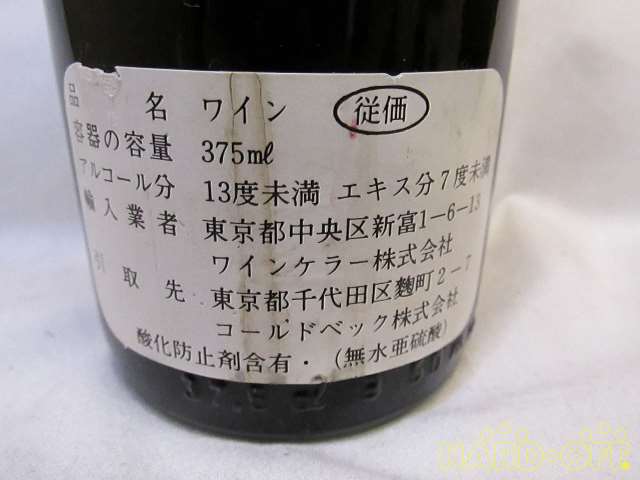 品名 ワイン 従価
容器の容量 375ml
アルコール分 13度未満 エキス分7度未満
輸入業者 東京都中央区新富1-6-13
ワインケラー株式会社
引取先 東京都千代田区麹町2-7
コールドベック株式会社
酸化防止剤含有・(無水亜硫酸)
HARD-OFF